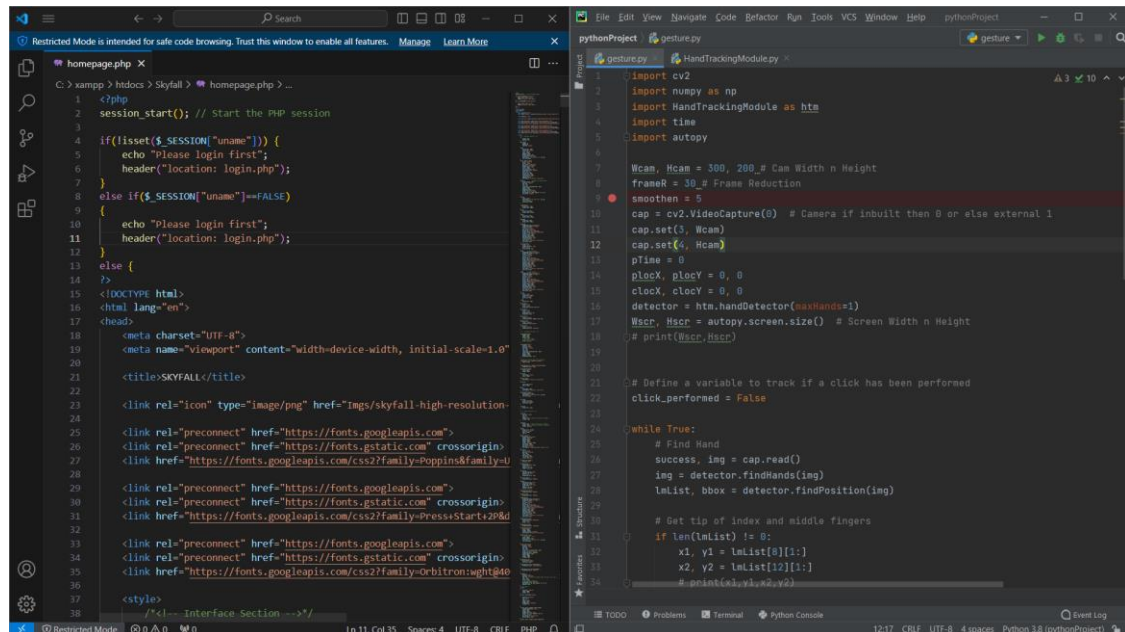 Search
Restricted Mode is intended for safe code browsing. Trust this window to enable all features. Manage Learn More
homepage.php
C: > xampp > htdocs > Skyfall > homepage.php > ...
1 <?php
2 session_start(); // Start the PHP session
3
4 if(!isset($_SESSION["uname"])) {
5 echo "Please login first";
6 header("location: login.php");
7 }
8 else if($_SESSION["uname"]==FALSE)
9 {
10 echo "Please login first";
11 header("location: login.php");
12 }
13 else {
14 ?>
15 <!DOCTYPE html>
16 <html lang="en">
17 <head>
18 <meta charset="UTF-8">
19 <meta name="viewport" content="width=device-width, initial-scale=1.0"
20
21 <title>SKYFALL</title>
22
23 <link rel="icon" type="image/png" href="Imgs/skyfall-high-resolution-
24
25 <link rel="preconnect" href="https://fonts.googleapis.com">
26 <link rel="preconnect" href="https://fonts.gstatic.com" crossorigin>
27 <link href="https://fonts.googleapis.com/css2?family=Poppins&family=U
28
29 <link rel="preconnect" href="https://fonts.googleapis.com">
30 <link rel="preconnect" href="https://fonts.gstatic.com" crossorigin>
31 <link href="https://fonts.googleapis.com/css2?family=Press+Start+2P&d
32
33 <link rel="preconnect" href="https://fonts.googleapis.com">
34 <link rel="preconnect" href="https://fonts.gstatic.com" crossorigin>
35 <link href="https://fonts.googleapis.com/css2?family=Orbitron:wght@40
36
37 <style>
38 /*<!-- Interface Section -->*/
Restricted Mode 0 0 0 Ln 11, Col 35 Spaces: 4 UTF-8 CRLF PHP
File Edit View Navigate Code Refactor Run Tools VCS Window Help pythonProject
pythonProject gesture.py gesture
Project
gesture.py HandTrackingModule.py
3 10
1 import cv2
2 import numpy as np
3 import HandTrackingModule as htm
4 import time
5 import autopy
6
7 Wcam, Hcam = 300, 200 # Cam Width n Height
8 frameR = 30 # Frame Reduction
9 smoothen = 5
10 cap = cv2.VideoCapture(0) # Camera if inbuilt then 0 or else external 1
11 cap.set(3, Wcam)
12 cap.set(4, Hcam)
13 pTime = 0
14 plocX, plocY = 0, 0
15 clocX, clocY = 0, 0
16 detector = htm.handDetector(maxHands=1)
17 Wscr, Hscr = autopy.screen.size() # Screen Width n Height
18 # print(Wscr,Hscr)
19
20
21 # Define a variable to track if a click has been performed
22 click_performed = False
23
24 while True:
25 # Find Hand
26 success, img = cap.read()
27 img = detector.findHands(img)
28 lmList, bbox = detector.findPosition(img)
29
30 # Get tip of index and middle fingers
31 if len(lmList) != 0:
32 x1, y1 = lmList[8][1:]
33 x2, y2 = lmList[12][1:]
34 # print(x1,y1,x2,y2)
Structure
Favorites
TODO Problems Terminal Python Console Event Log
12:17 CRLF UTF-8 4 spaces Python 3.8 (pythonProject)